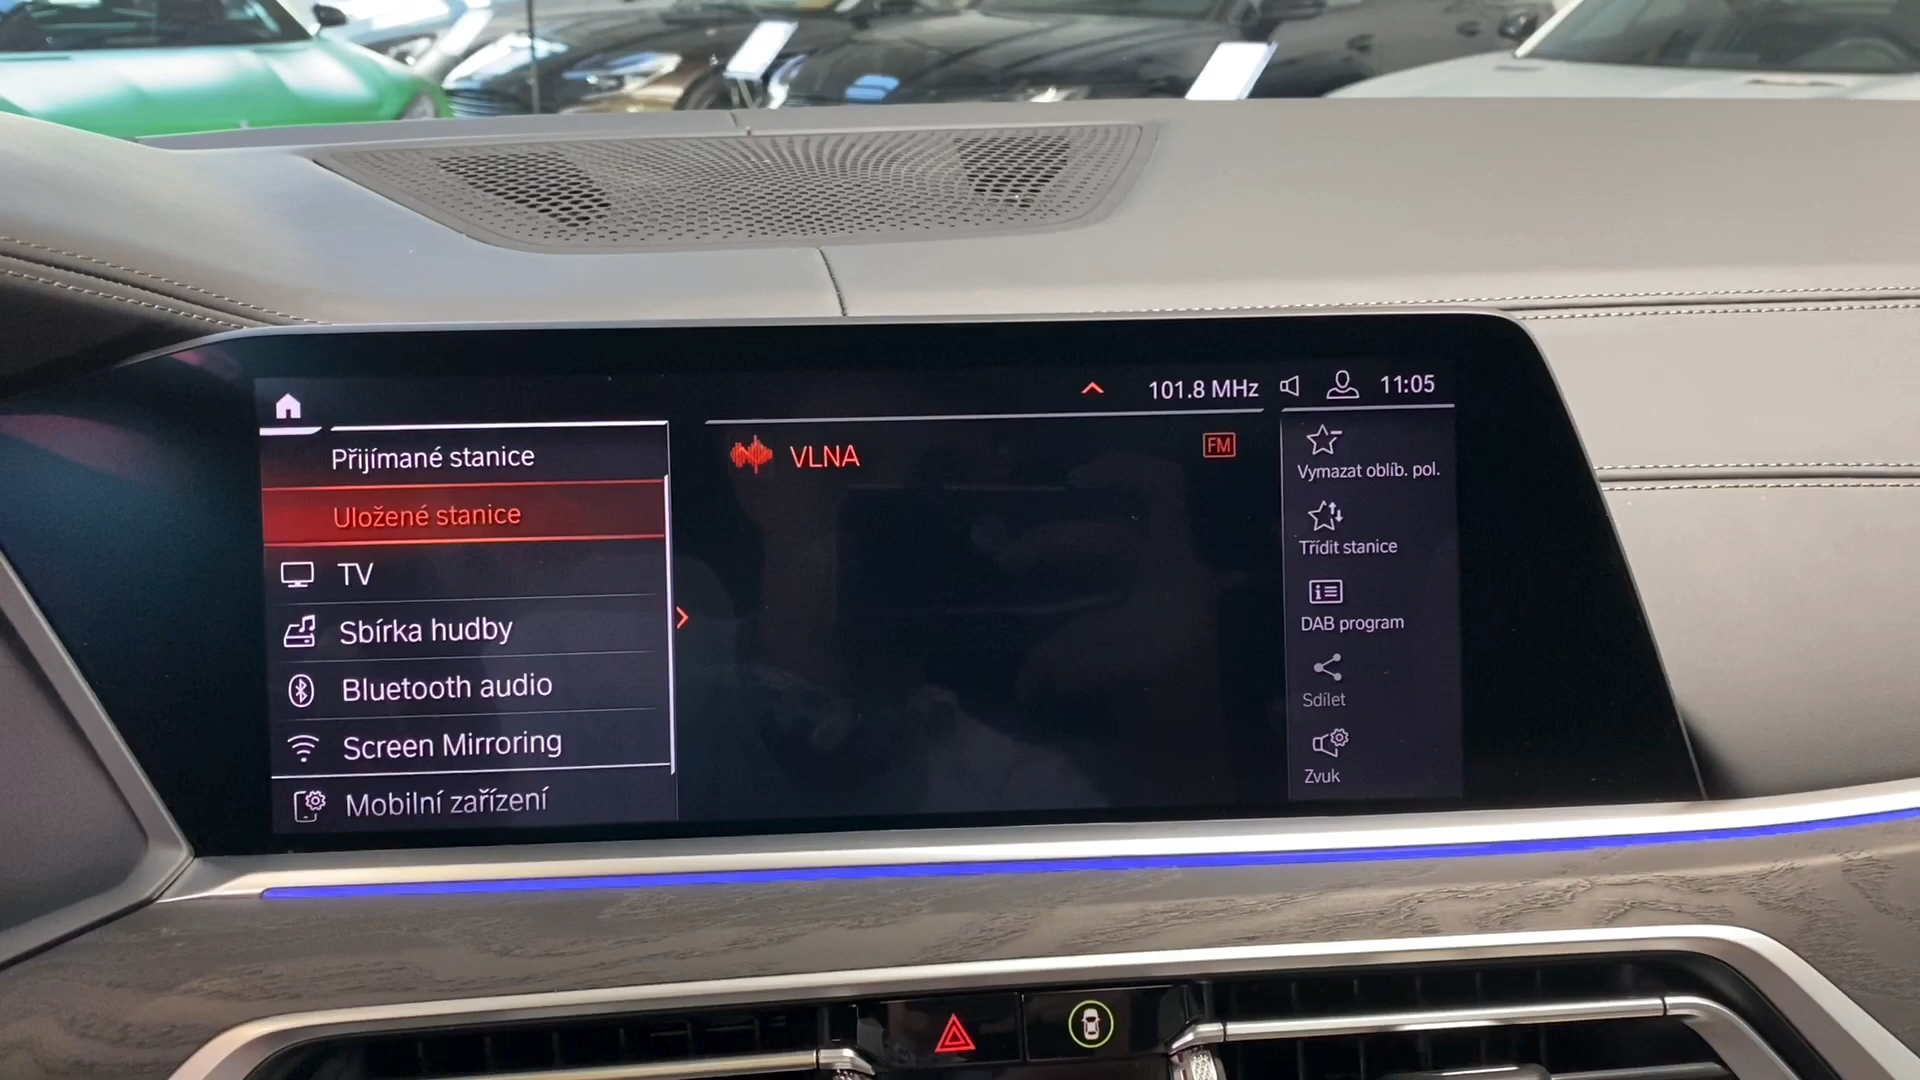 101.8 MHz
11:05
Přijímané stanice
Uložené stanice
TV
Sbírka hudby
Bluetooth audio
Screen Mirroring
Mobilní zařízení
VLNA
FM
Vymazat oblíb. pol.
Třídit stanice
DAB program
Sdílet
Zvuk